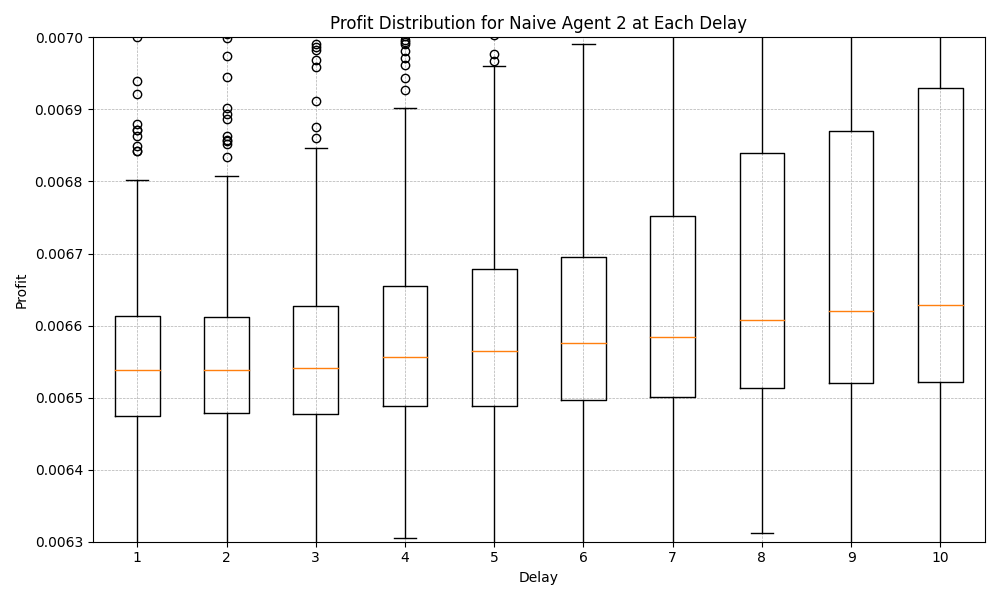 Profit Distribution for Naive Agent 2 at Each Delay
0.0070
0.0069
0.0068
0.0067
0.0066
0.0065
0.0064
0.0063
Profit
1 2 3 4 5 6 7 8 9 10
Delay